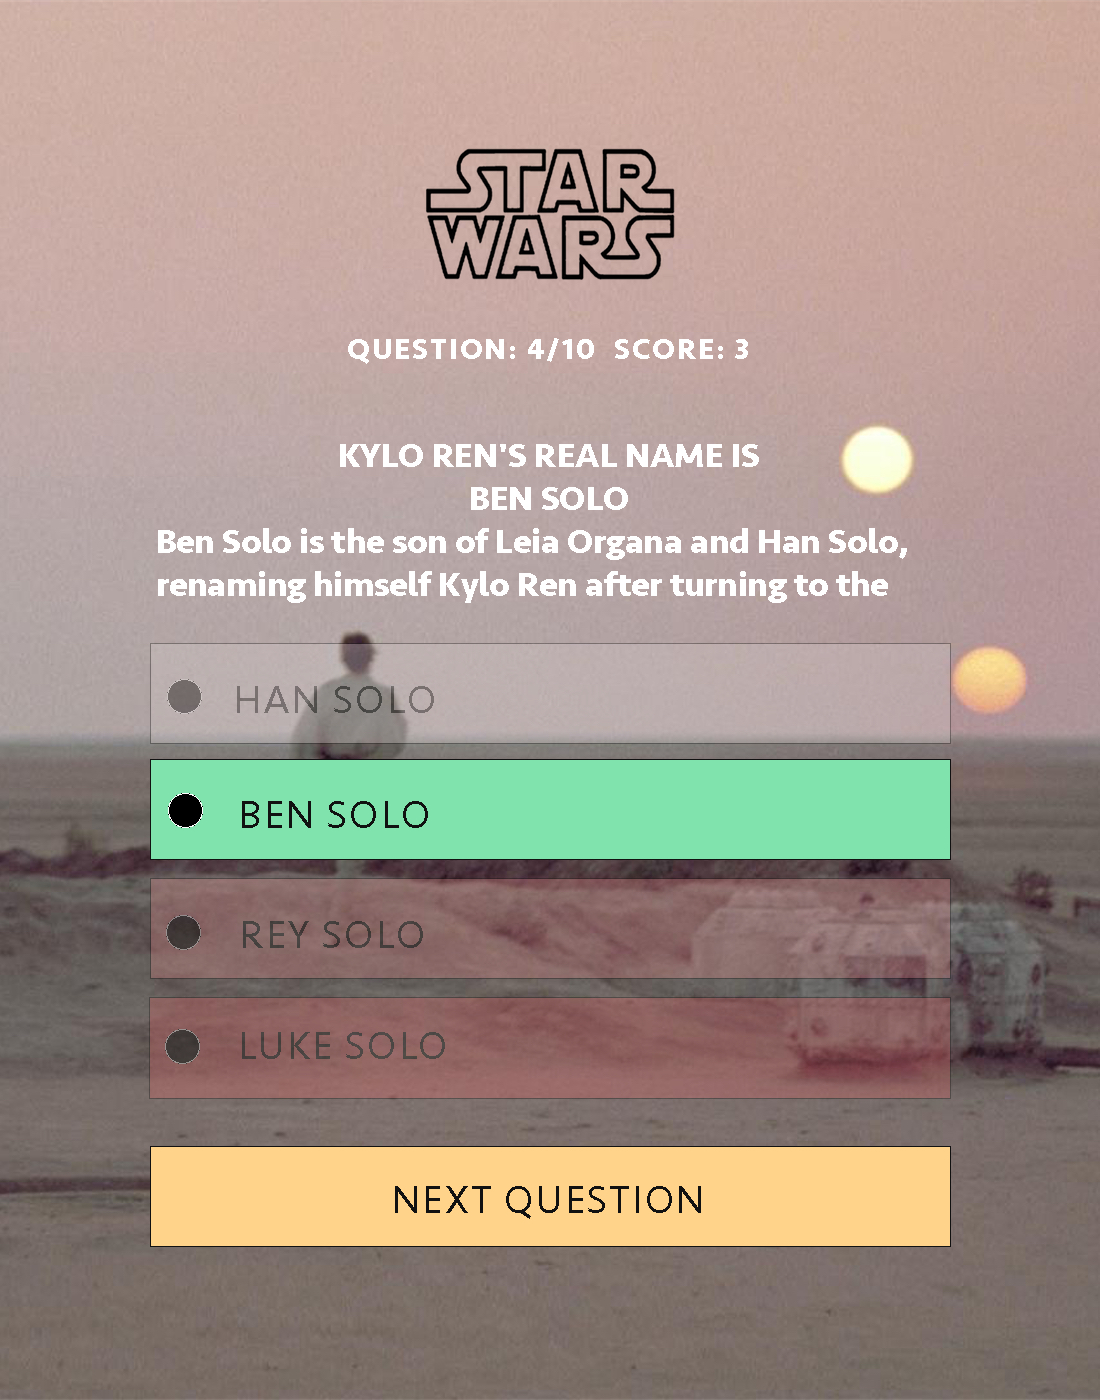 STAR
WARS
QUESTION: 4/10 SCORE: 3
KYLO REN'S REAL NAME IS
BEN SOLO
Ben Solo is the son of Leia Organa and Han Solo,
renaming himself Kylo Ren after turning to the
HAN SOLO
BEN SOLO
REY SOLO
LUKE SOLO
NEXT QUESTION